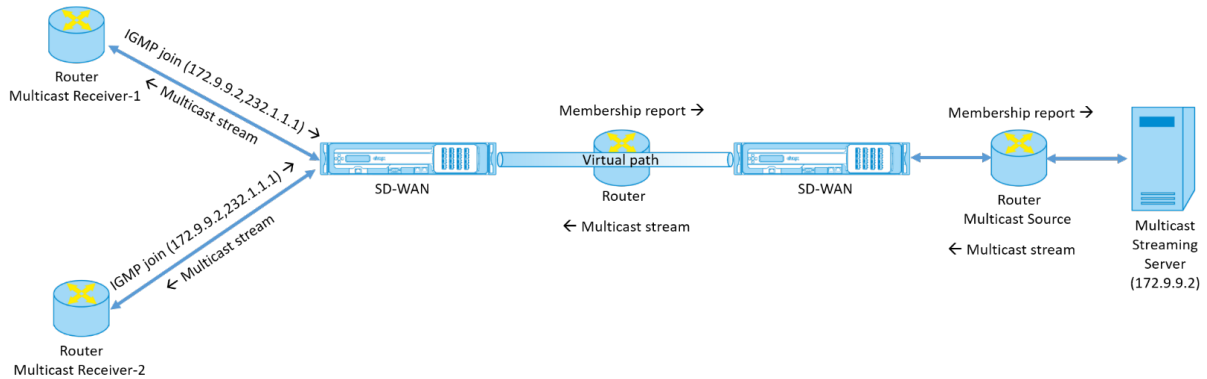 Router
Multicast Receiver-1
IGMP join (172.9.9.2,232.1.1.1) →
← Multicast stream
IGMP join (172.9.9.2,232.1.1.1) →
← Multicast stream
Router
Multicast Receiver-2
SD-WAN
Membership report →
Virtual path
Router
← Multicast stream
SD-WAN
Membership report →
Router
Multicast Source
← Multicast stream
Multicast
Streaming
Server
(172.9.9.2)